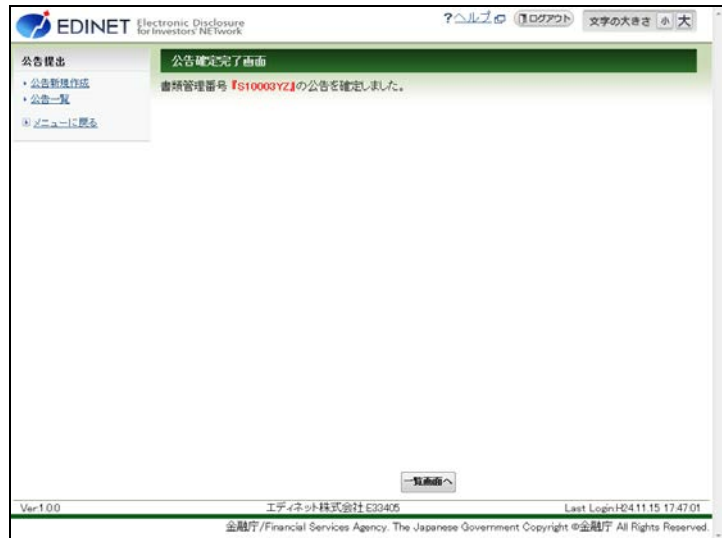 EDINET Electronic Disclosure for Investors' NETwork
?ヘルプ ログアウト 文字の大きさ 小 大
公告提出
公告新規作成
公告一覧
メニューに戻る
公告確定完了画面
書類管理番号『S10003YZ』の公告を確定しました。
一覧画面へ
Ver1.00 エディネット株式会社 E33405 Last Login:H24.11.15 17:47:01
金融庁/Financial Services Agency. The Japanese Government Copyright ©金融庁 All Rights Reserved.